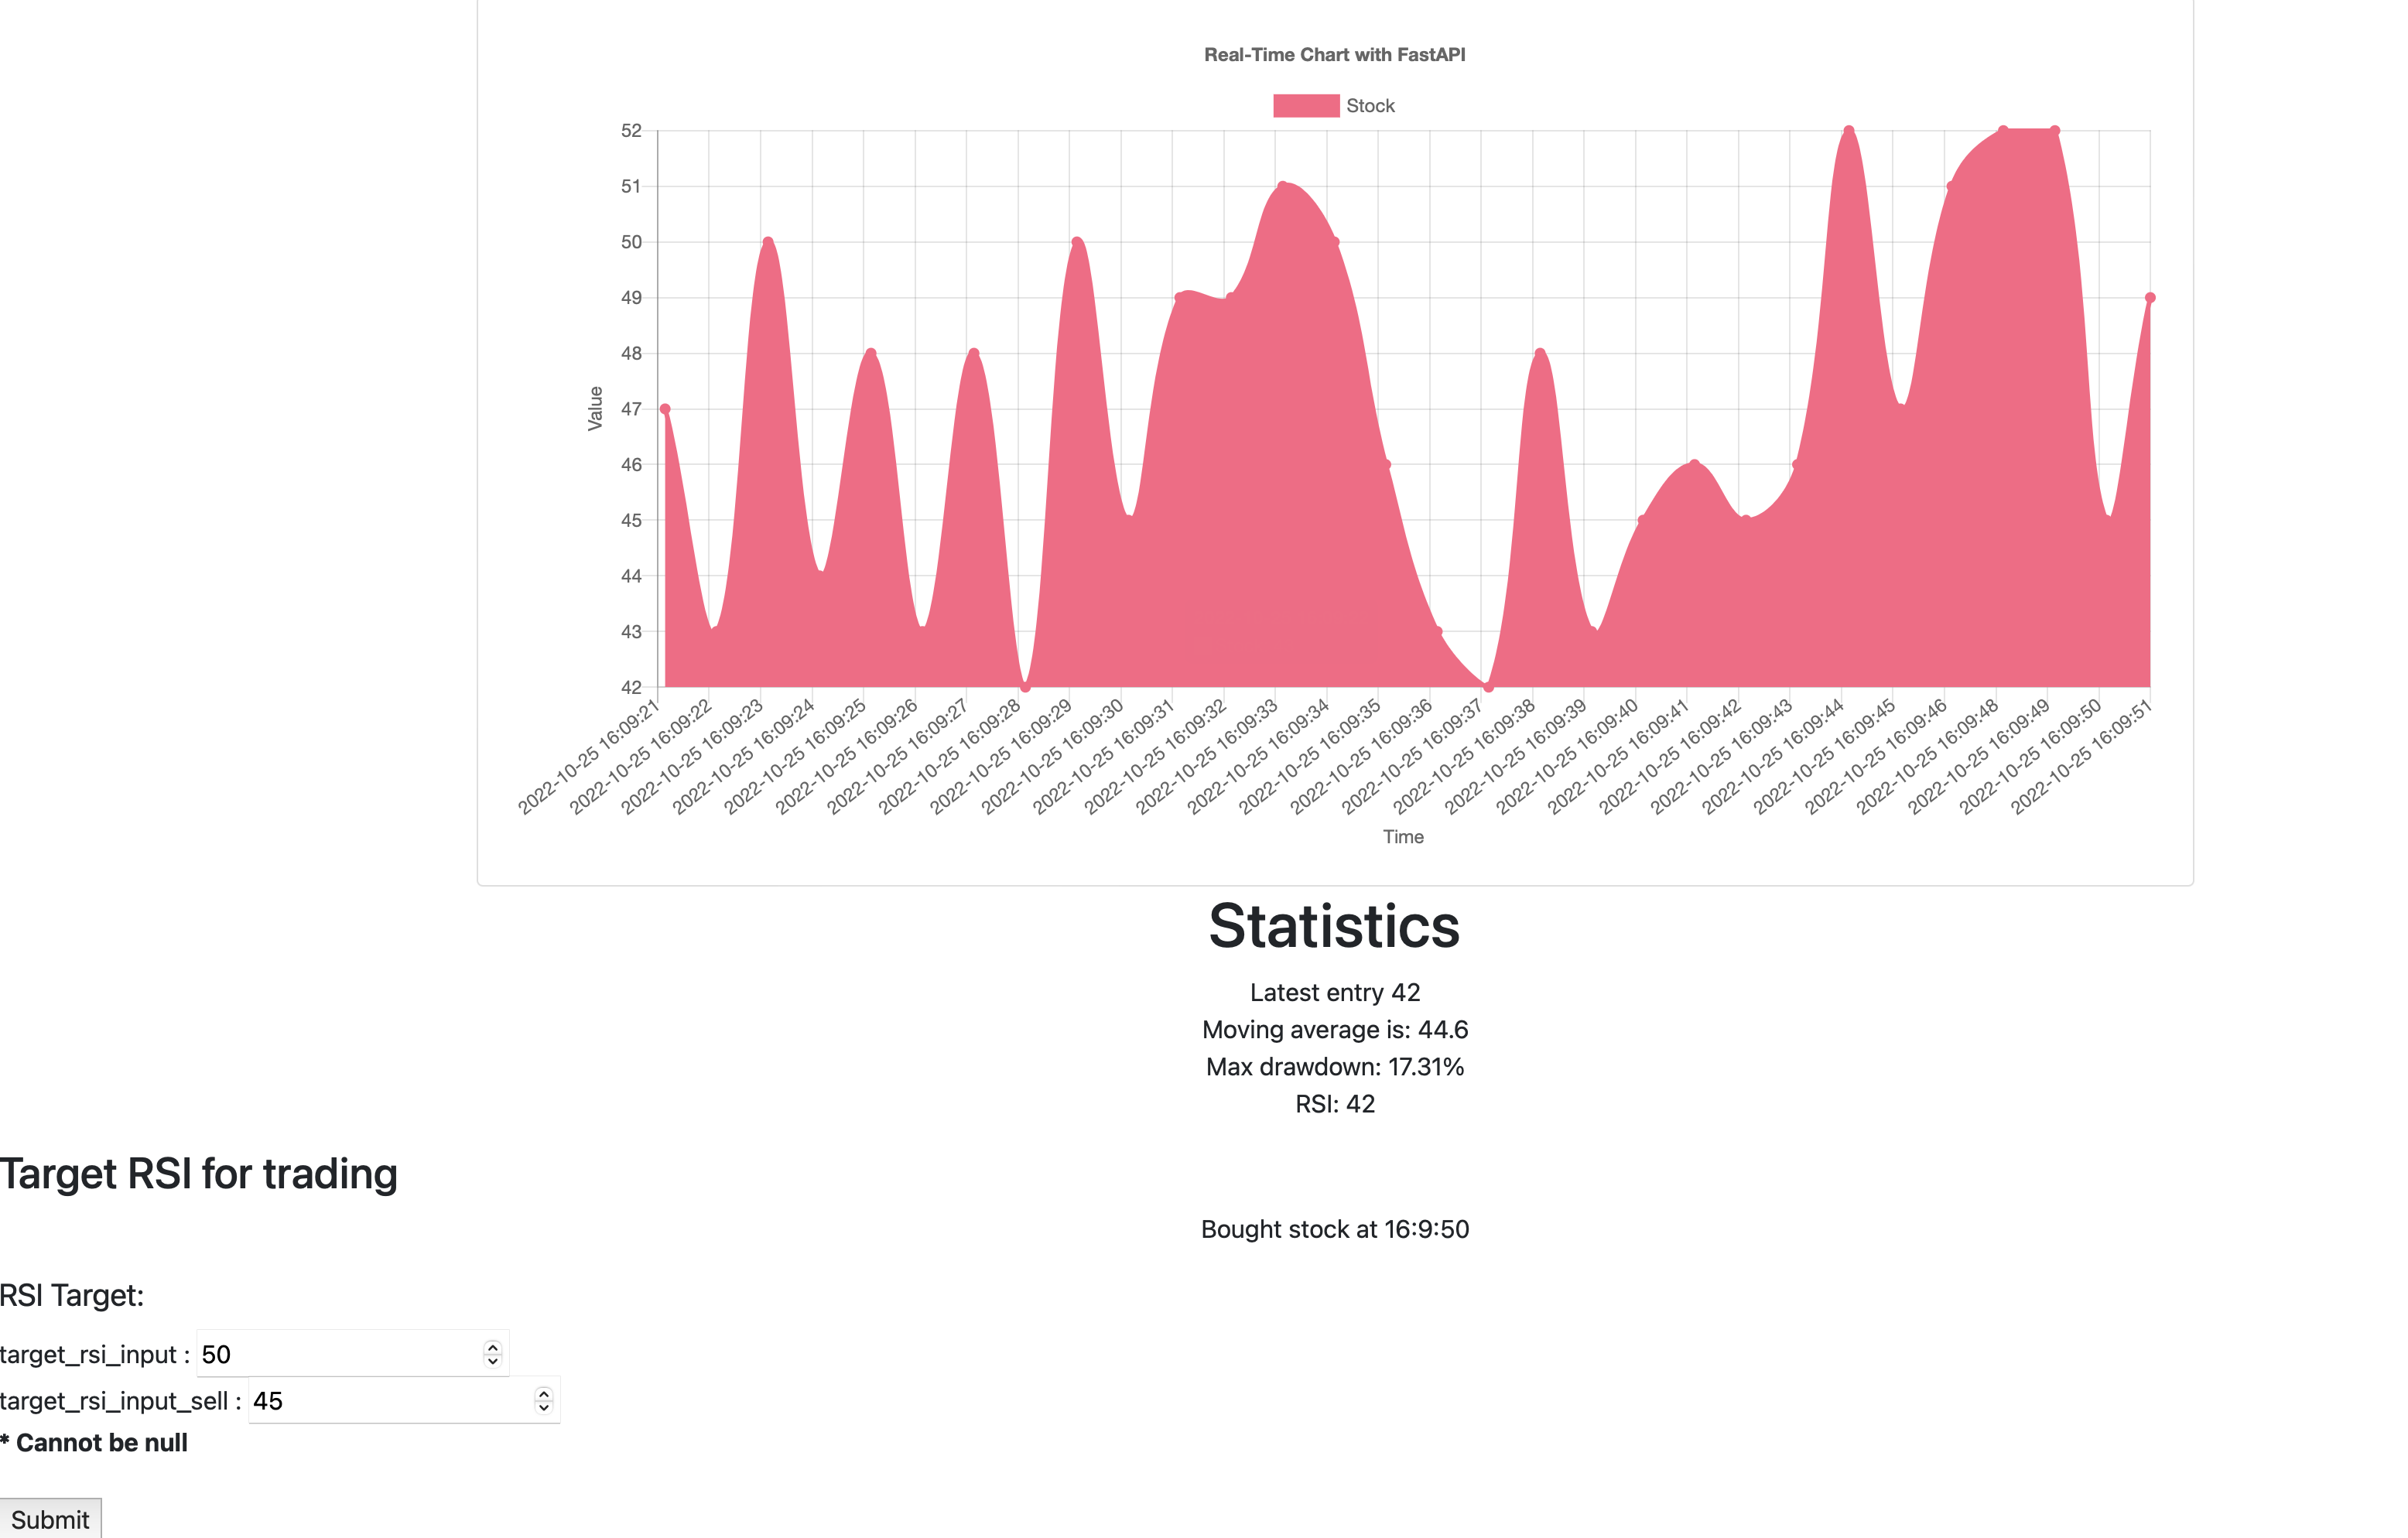 Real-Time Chart with FastAPI
Stock
52
51
50
49
48
47
46
45
44
43
42
Value
2022-10-25 16:09:21
2022-10-25 16:09:22
2022-10-25 16:09:23
2022-10-25 16:09:24
2022-10-25 16:09:25
2022-10-25 16:09:26
2022-10-25 16:09:27
2022-10-25 16:09:28
2022-10-25 16:09:29
2022-10-25 16:09:30
2022-10-25 16:09:31
2022-10-25 16:09:32
2022-10-25 16:09:33
2022-10-25 16:09:34
2022-10-25 16:09:35
2022-10-25 16:09:36
2022-10-25 16:09:37
2022-10-25 16:09:38
2022-10-25 16:09:39
2022-10-25 16:09:40
2022-10-25 16:09:41
2022-10-25 16:09:42
2022-10-25 16:09:43
2022-10-25 16:09:44
2022-10-25 16:09:45
2022-10-25 16:09:46
2022-10-25 16:09:48
2022-10-25 16:09:49
2022-10-25 16:09:50
2022-10-25 16:09:51
Time
Statistics
Latest entry 42
Moving average is: 44.6
Max drawdown: 17.31%
RSI: 42
Target RSI for trading
Bought stock at 16:9:50
RSI Target:
target_rsi_input : 50
target_rsi_input_sell : 45
* Cannot be null
Submit